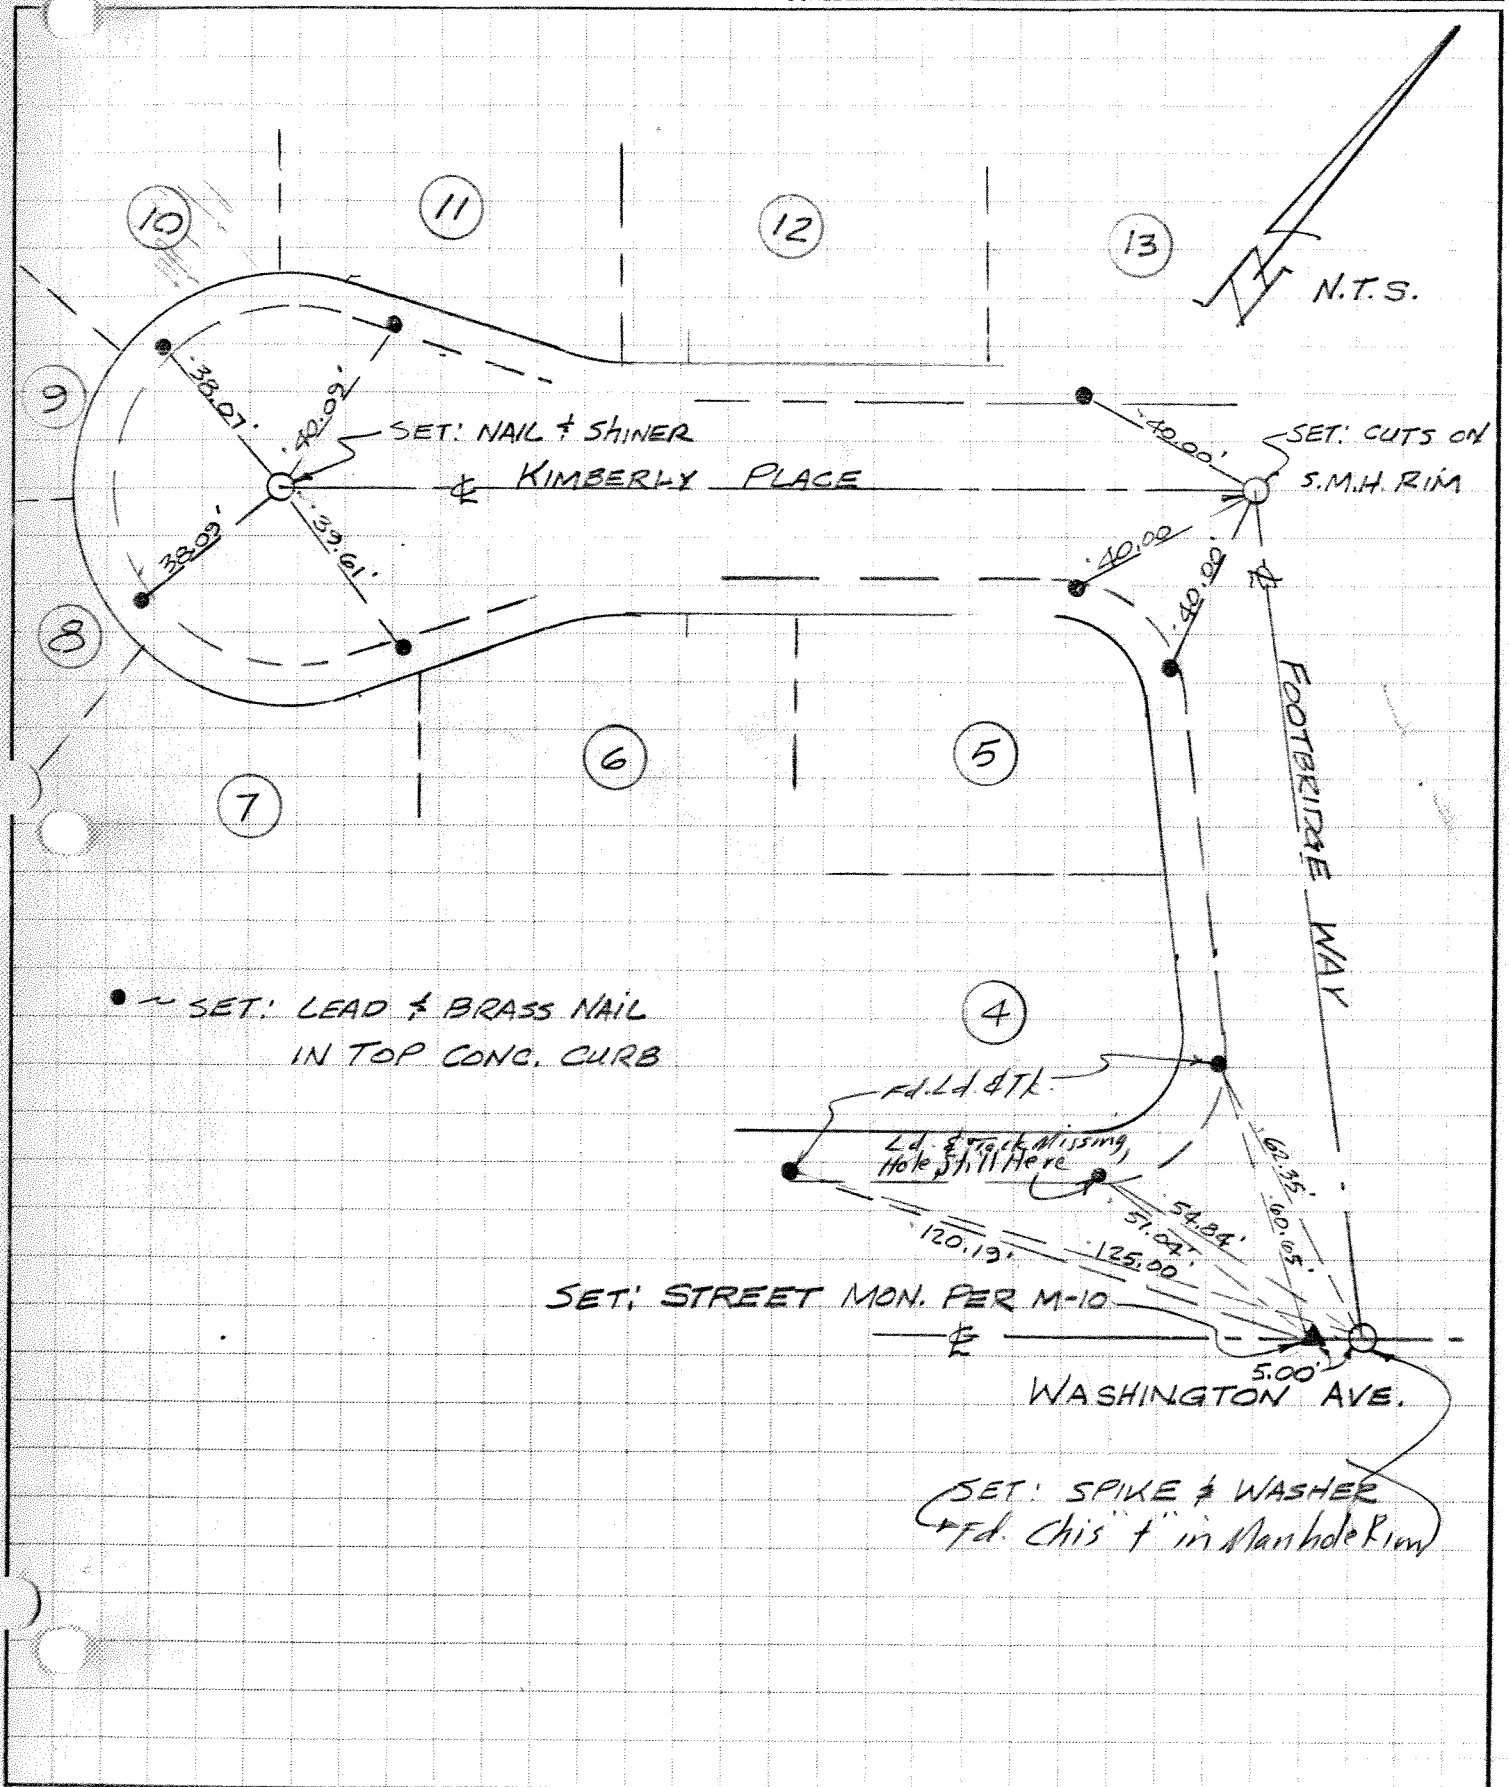 10
11
12
13
N.T.S.
9
38.07'
40.09'
SET: NAIL & SHINER
40.00'
SET: CUTS ON
S.M.H. RIM
℄ KIMBERLY PLACE
38.09'
39.61'
40.00
40.00'
℄
8
FOOTBRIDGE WAY
7
6
5
● ~ SET: LEAD & BRASS NAIL
IN TOP CONC. CURB
4
Fd. Ld. & Tk.
Ld. & Tack Missing,
Hole Still Here
62.35'
60.65'
54.84'
51.04'
120.19'
125.00
SET: STREET MON. PER M-10
℄
5.00'
WASHINGTON AVE.
SET: SPIKE & WASHER
Fd. Chis "+" in Manhole Rim